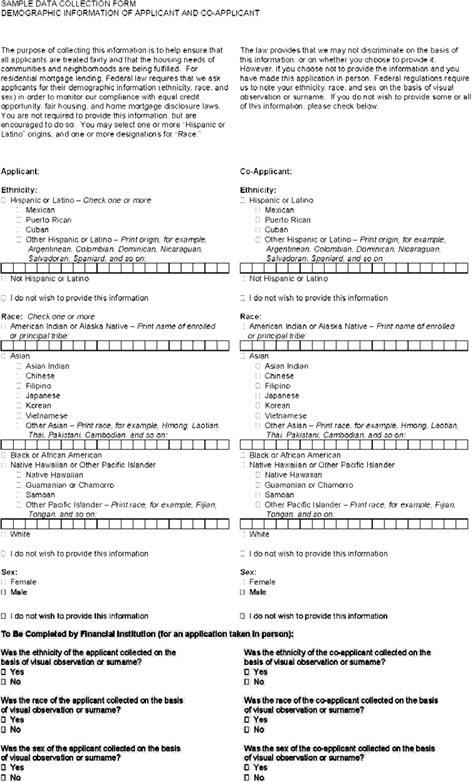 SAMPLE DATA COLLECTION FORM
DEMOGRAPHIC INFORMATION OF APPLICANT AND CO-APPLICANT
The purpose of collecting this information is to help ensure that
all applicants are treated fairly and that the housing needs of
communities and neighborhoods are being fulfilled. For
residential mortgage lending, Federal law requires that we ask
applicants for their demographic information (ethnicity, race, and
sex) in order to monitor our compliance with equal credit
opportunity, fair housing, and home mortgage disclosure laws.
You are not required to provide this information, but are
encouraged to do so. You may select one or more "Hispanic or
Latino" origins, and one or more designations for "Race."
The law provides that we may not discriminate on the basis of
this information, or on whether you choose to provide it.
However, if you choose not to provide the information and you
have made this application in person, Federal regulations require
us to note your ethnicity, race, and sex on the basis of visual
observation or surname. If you do not wish to provide some or all
of this information, please check below.
Applicant:
Ethnicity:
Hispanic or Latino – Check one or more
Mexican
Puerto Rican
Cuban
Other Hispanic or Latino – Print origin, for example,
Argentinean, Colombian, Dominican, Nicaraguan,
Salvadoran, Spaniard, and so on:
Not Hispanic or Latino
I do not wish to provide this information
Race: Check one or more
American Indian or Alaska Native – Print name of enrolled
or principal tribe:
Asian
Asian Indian
Chinese
Filipino
Japanese
Korean
Vietnamese
Other Asian – Print race, for example, Hmong, Laotian,
Thai, Pakistani, Cambodian, and so on:
Black or African American
Native Hawaiian or Other Pacific Islander
Native Hawaiian
Guamanian or Chamorro
Samoan
Other Pacific Islander – Print race, for example, Fijian,
Tongan, and so on:
White
I do not wish to provide this information
Sex:
Female
Male
I do not wish to provide this information
Co-Applicant:
Ethnicity:
Hispanic or Latino
Mexican
Puerto Rican
Cuban
Other Hispanic or Latino – Print origin, for example,
Argentinean, Colombian, Dominican, Nicaraguan,
Salvadoran, Spaniard, and so on:
Not Hispanic or Latino
I do not wish to provide this information
Race:
American Indian or Alaska Native – Print name of enrolled
or principal tribe:
Asian
Asian Indian
Chinese
Filipino
Japanese
Korean
Vietnamese
Other Asian – Print race, for example, Hmong, Laotian,
Thai, Pakistani, Cambodian, and so on:
Black or African American
Native Hawaiian or Other Pacific Islander
Native Hawaiian
Guamanian or Chamorro
Samoan
Other Pacific Islander – Print race, for example, Fijian,
Tongan, and so on:
White
I do not wish to provide this information
Sex:
Female
Male
I do not wish to provide this information
To Be Completed by Financial Institution (for an application taken in person):
Was the ethnicity of the applicant collected on the
basis of visual observation or surname?
Yes
No
Was the race of the applicant collected on the basis
of visual observation or surname?
Yes
No
Was the sex of the applicant collected on the basis
of visual observation or surname?
Yes
No
Was the ethnicity of the co-applicant collected on the
basis of visual observation or surname?
Yes
No
Was the race of the co-applicant collected on the basis
of visual observation or surname?
Yes
No
Was the sex of the co-applicant collected on the basis
of visual observation or surname?
Yes
No